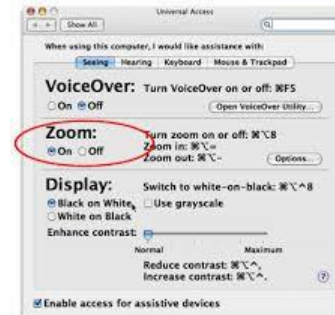 Universal Access
Show All
When using this computer, I would like assistance with:
Seeing Hearing Keyboard Mouse & Trackpad
VoiceOver: Turn VoiceOver on or off: ⌘F5
On Off Open VoiceOver Utility...
Zoom: Turn zoom on or off: ⌘⌥8
On Off Zoom in: ⌘⌥=
Zoom out: ⌘⌥- Options...
Display: Switch to white-on-black: ⌘⌥^8
Black on White Use grayscale
White on Black
Enhance contrast:
Normal Maximum
Reduce contrast: ⌘⌥^,
Increase contrast: ⌘⌥^.
?
Enable access for assistive devices